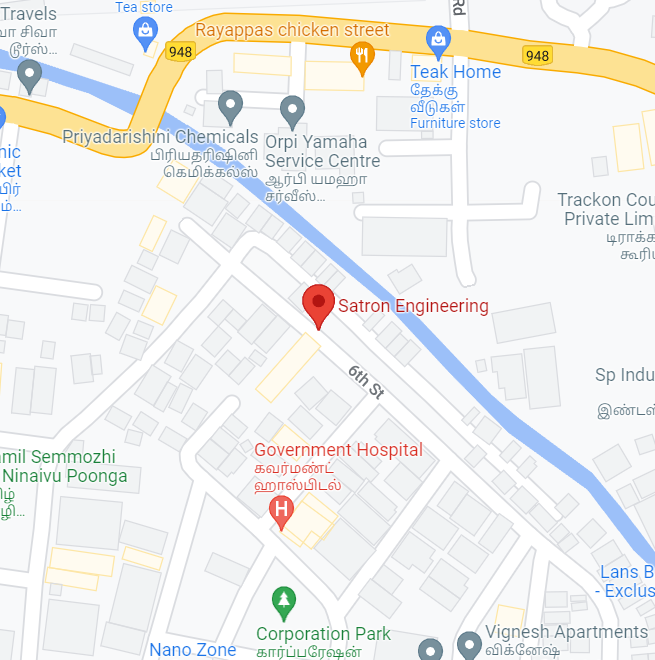 Tea store
Travels
வா சிவா
டூர்ஸ்...
948
Rayappas chicken street
Rd
948
Teak Home
தேக்கு
வீடுகள்
Furniture store
Priyadarishini Chemicals
பிரியதரிஷினி
கெமிக்கல்ஸ்
Orpi Yamaha
Service Centre
ஆர்பி யமஹா
சர்வீஸ்...
nic
ket
Trackon Cou
Private Lim
டிராக்க
கூரி
Satron Engineering
6th St
Sp Indu
இண்டஸ்
Government Hospital
கவர்மண்ட்
ஹாஸ்பிடல்
H
amil Semmozhi
Ninaivu Poonga
Lans B
- Exclus
Corporation Park
கார்ப்பரேஷன்
Nano Zone
Vignesh Apartments
விக்னேஷ்